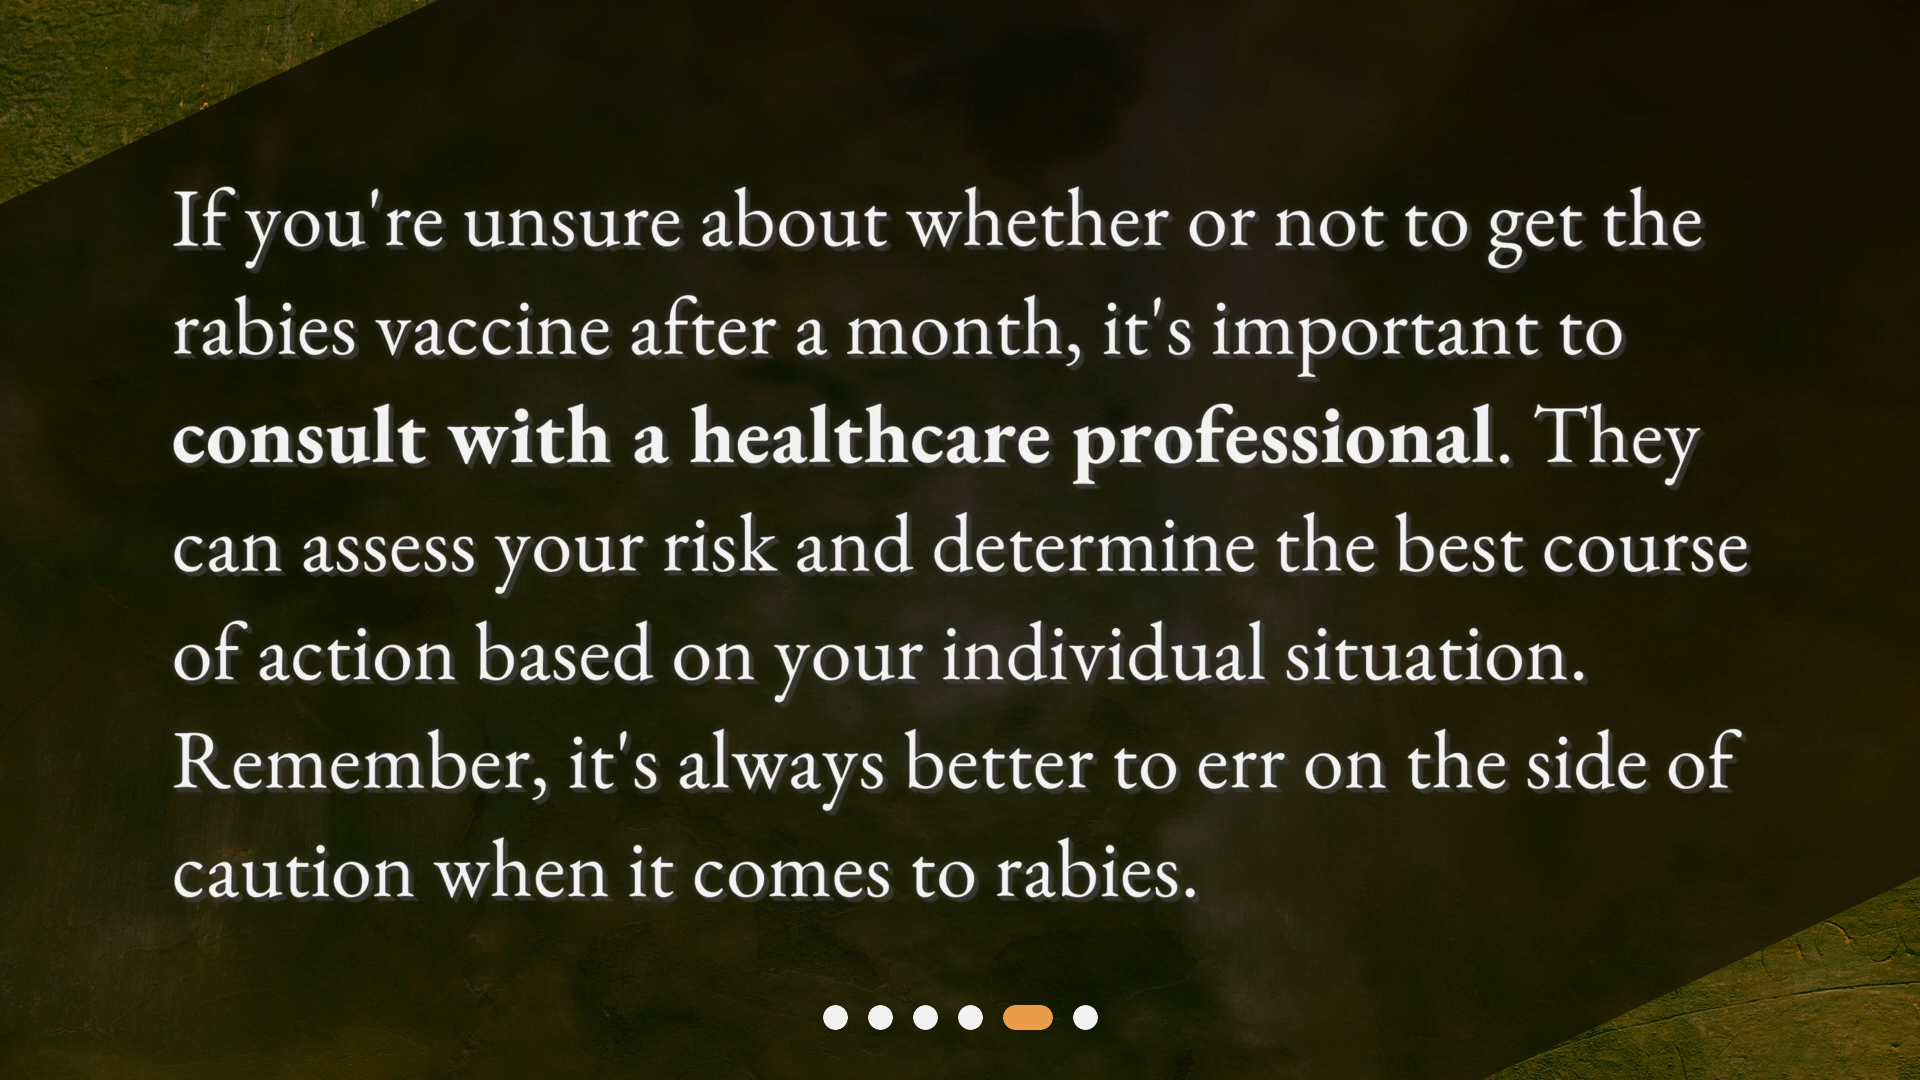 If you're unsure about whether or not to get the
rabies vaccine after a month, it's important to
consult with a healthcare professional. They
can assess your risk and determine the best course
of action based on your individual situation.
Remember, it's always better to err on the side of
caution when it comes to rabies.